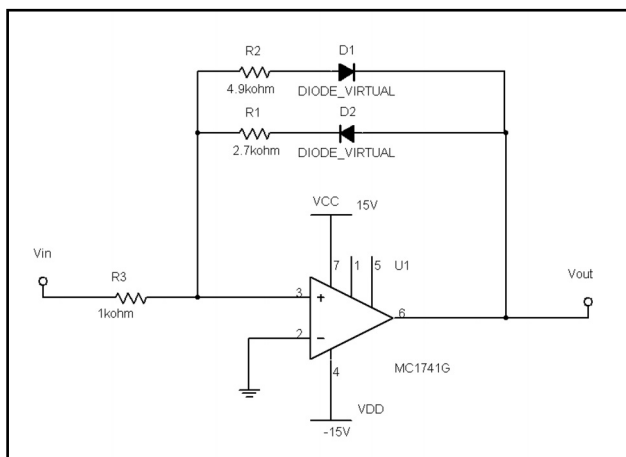 R2
D1
4.9kohm
DIODE_VIRTUAL
R1
D2
2.7kohm
DIODE_VIRTUAL
VCC
15V
Vin
7
1
5
U1
Vout
R3
3
+
6
1kohm
2
−
4
MC1741G
VDD
-15V